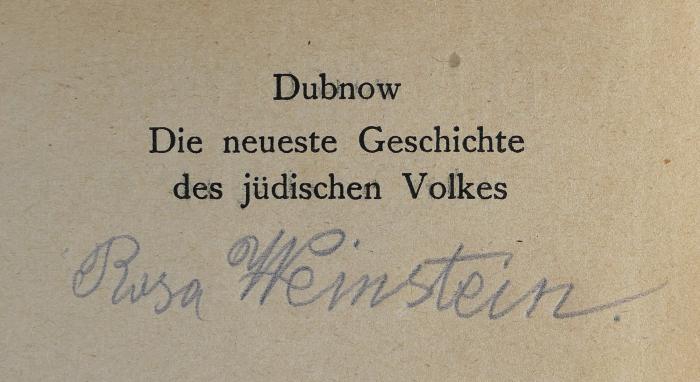 Dubnow
Die neueste Geschichte
des jüdischen Volkes
Rosa Weinstein.